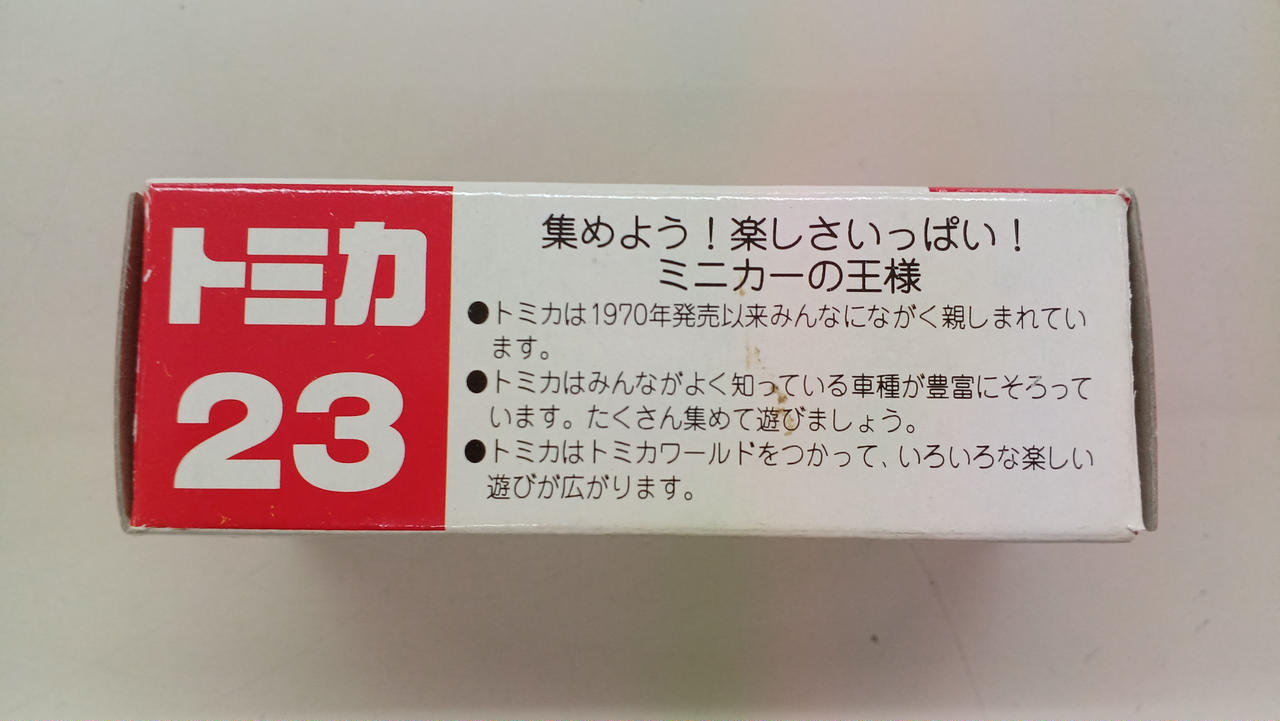 トミカ
23
集めよう！楽しさいっぱい！
ミニカーの王様
●トミカは1970年発売以来みんなにながく親しまれてい
ます。
●トミカはみんながよく知っている車種が豊富にそろって
います。たくさん集めて遊びましょう。
●トミカはトミカワールドをつかって、いろいろな楽しい
遊びが広がります。